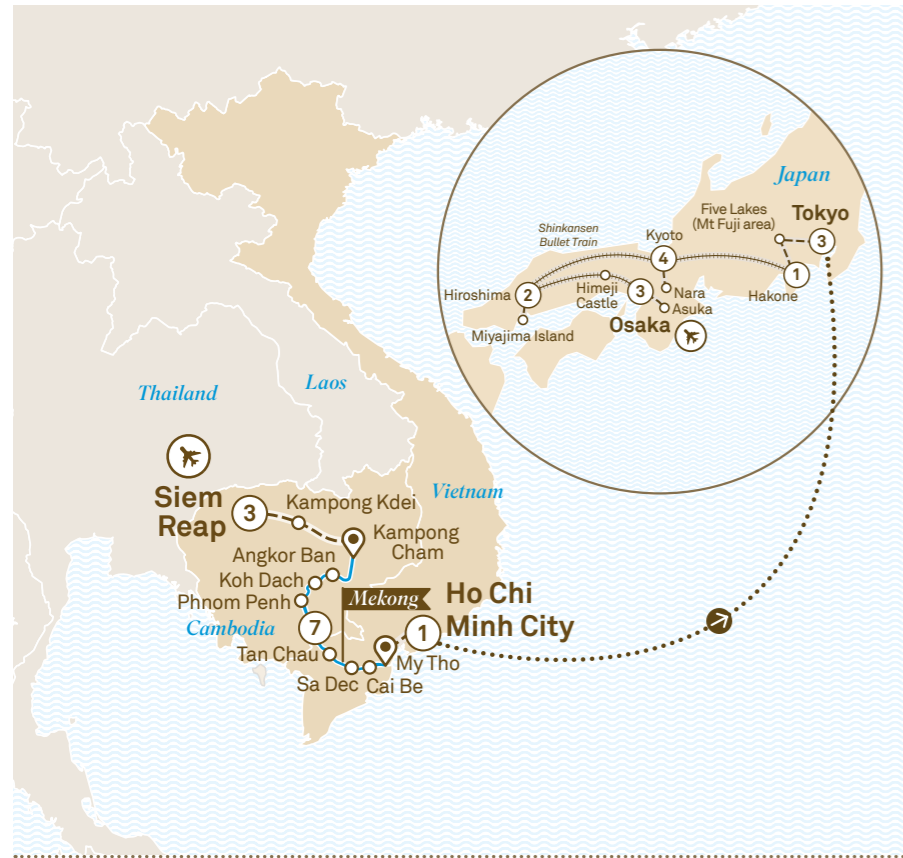 Japan
Five Lakes
(Mt Fuji area)
Tokyo
3
Shinkansen
Bullet Train
Kyoto
4
1
Hakone
Hiroshima
2
Himeji
Castle
3
Nara
Asuka
Osaka
Miyajima Island
Thailand
Laos
Vietnam
Siem
Reap
3
Kampong Kdei
Kampong
Cham
Angkor Ban
Koh Dach
Phnom Penh
Mekong
Ho Chi
Minh City
Cambodia
7
1
Tan Chau
My Tho
Sa Dec
Cai Be